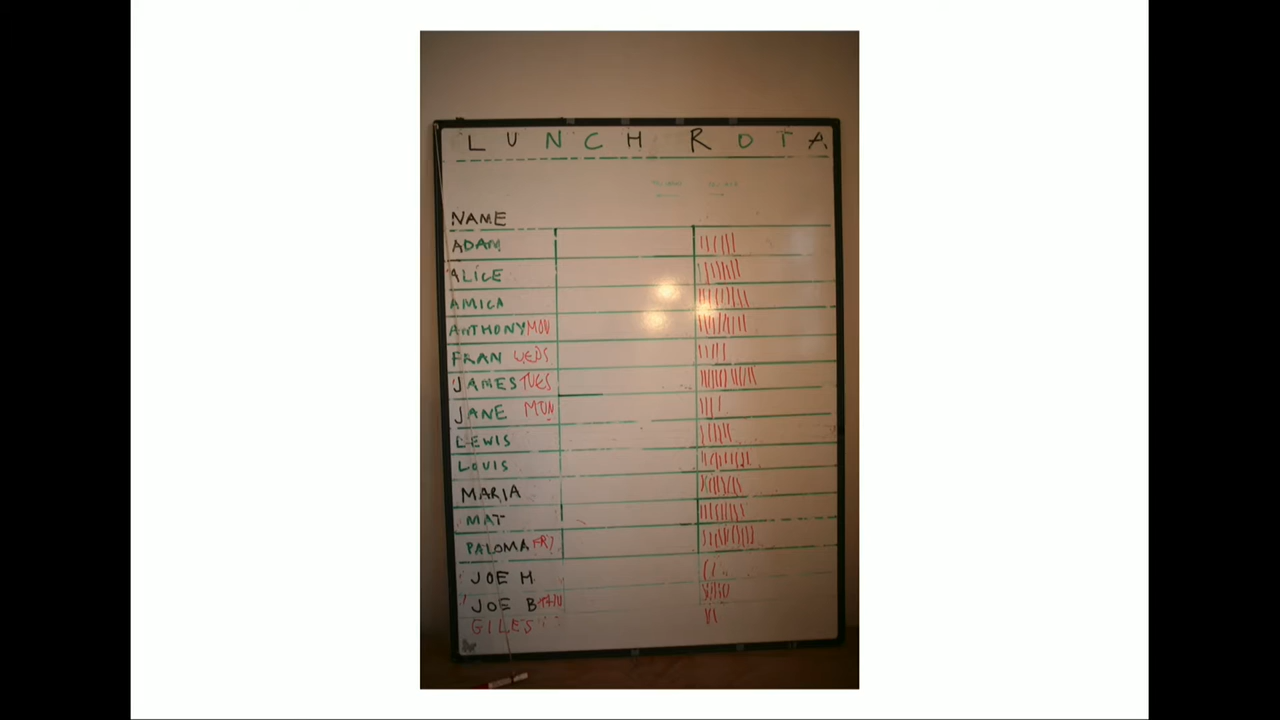 LUNCH ROTA
NAME
ADAM
ALICE
AMICA
ANTHONY MON
FRAN WEDS
JAMES TUES
JANE MON
LEWIS
LOUIS
MARIA
MAT
PALOMA FRI
JOE H
JOE B THU
GILES